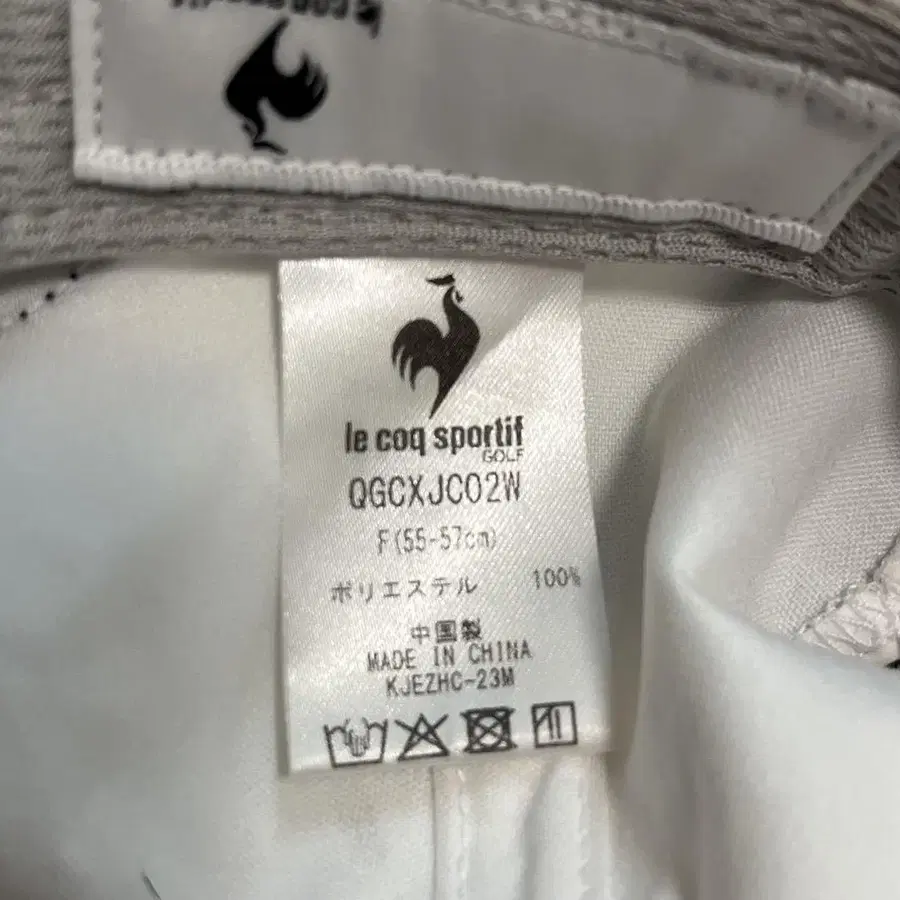 le coq sportif
GOLF
QGCXJC02W
F(55-57cm)
ポリエステル 100%
中国製
MADE IN CHINA
KJEZHC-23M